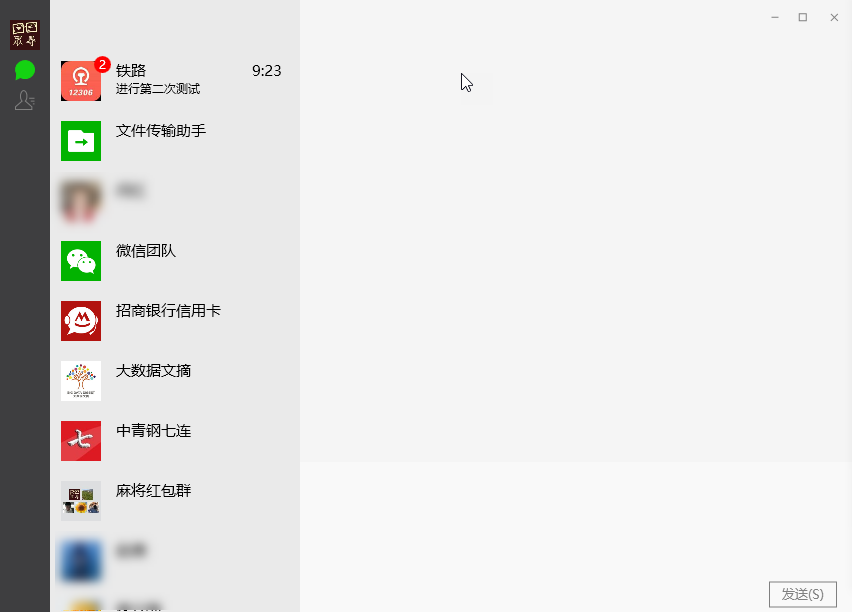 2
铁路
9:23
进行第二次测试
12306
文件传输助手
微信团队
招商银行信用卡
大数据文摘
中青钢七连
七
麻将红包群
发送(S)